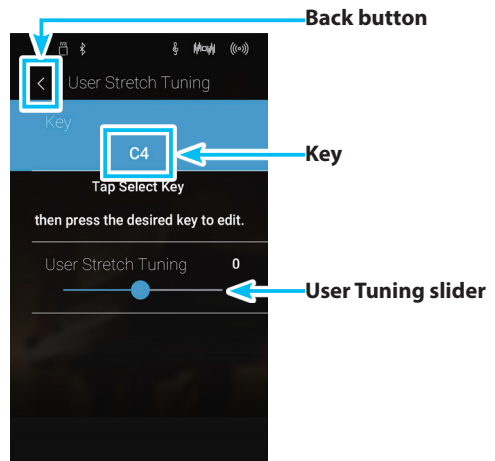 Back button
User Stretch Tuning
Key
C4
Key
Tap Select Key
then press the desired key to edit.
User Stretch Tuning 0
User Tuning slider